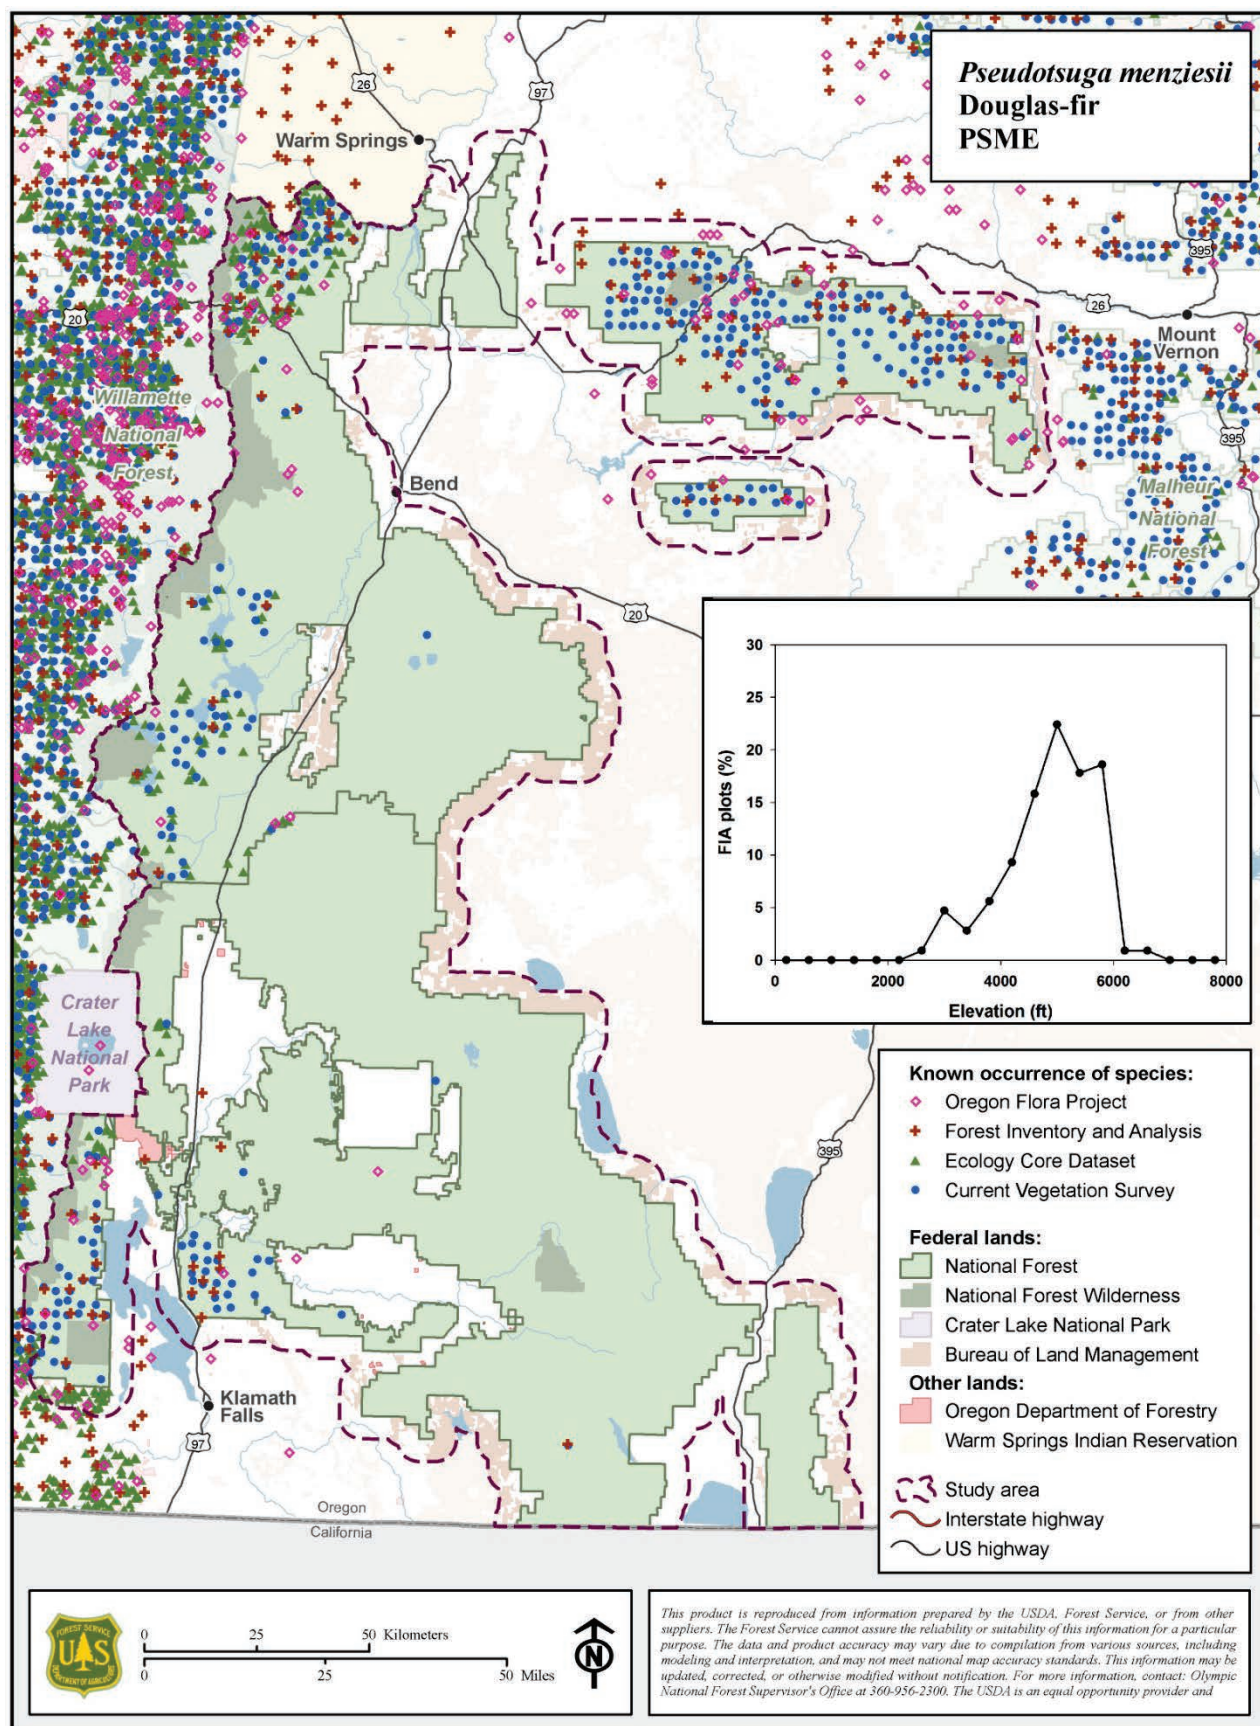 Pseudotsuga menziesii
Douglas-fir
PSME
26
97
Warm Springs
395
26
20
Mount
Vernon
Willamette
National
Forest
395
Bend
Malheur
National
Forest
20
30
25
20
15
10
5
0
FIA plots (%)
0 2000 4000 6000 8000
Elevation (ft)
Crater
Lake
National
Park
Known occurrence of species:
Oregon Flora Project
Forest Inventory and Analysis
Ecology Core Dataset
Current Vegetation Survey
395
Federal lands:
National Forest
National Forest Wilderness
Crater Lake National Park
Bureau of Land Management
Other lands:
Oregon Department of Forestry
Warm Springs Indian Reservation
Study area
Interstate highway
US highway
Klamath
Falls
97
Oregon
California
FOREST SERVICE
U S
DEPARTMENT OF AGRICULTURE
0 25 50 Kilometers
0 25 50 Miles
N
This product is reproduced from information prepared by the USDA, Forest Service, or from other
suppliers. The Forest Service cannot assure the reliability or suitability of this information for a particular
purpose. The data and product accuracy may vary due to compilation from various sources, including
modeling and interpretation, and may not meet national map accuracy standards. This information may be
updated, corrected, or otherwise modified without notification. For more information, contact: Olympic
National Forest Supervisor's Office at 360-956-2300. The USDA is an equal opportunity provider and